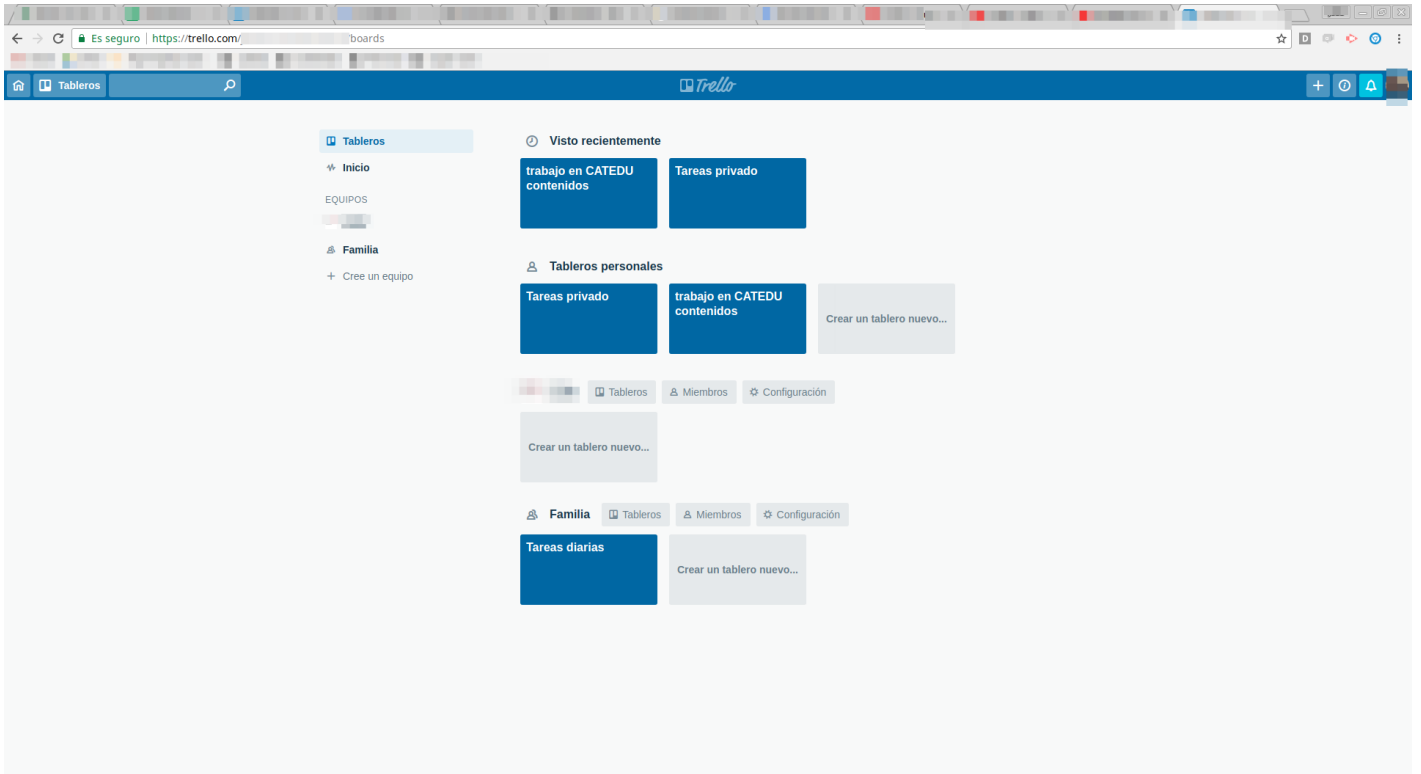 Es seguro | https://trello.com/
boards
Tableros
Trello
Tableros
Inicio
EQUIPOS
Familia
Cree un equipo
Visto recientemente
trabajo en CATEDU
contenidos
Tareas privado
Tableros personales
Tareas privado
trabajo en CATEDU
contenidos
Crear un tablero nuevo...
Tableros
Miembros
Configuración
Crear un tablero nuevo...
Familia
Tableros
Miembros
Configuración
Tareas diarias
Crear un tablero nuevo...